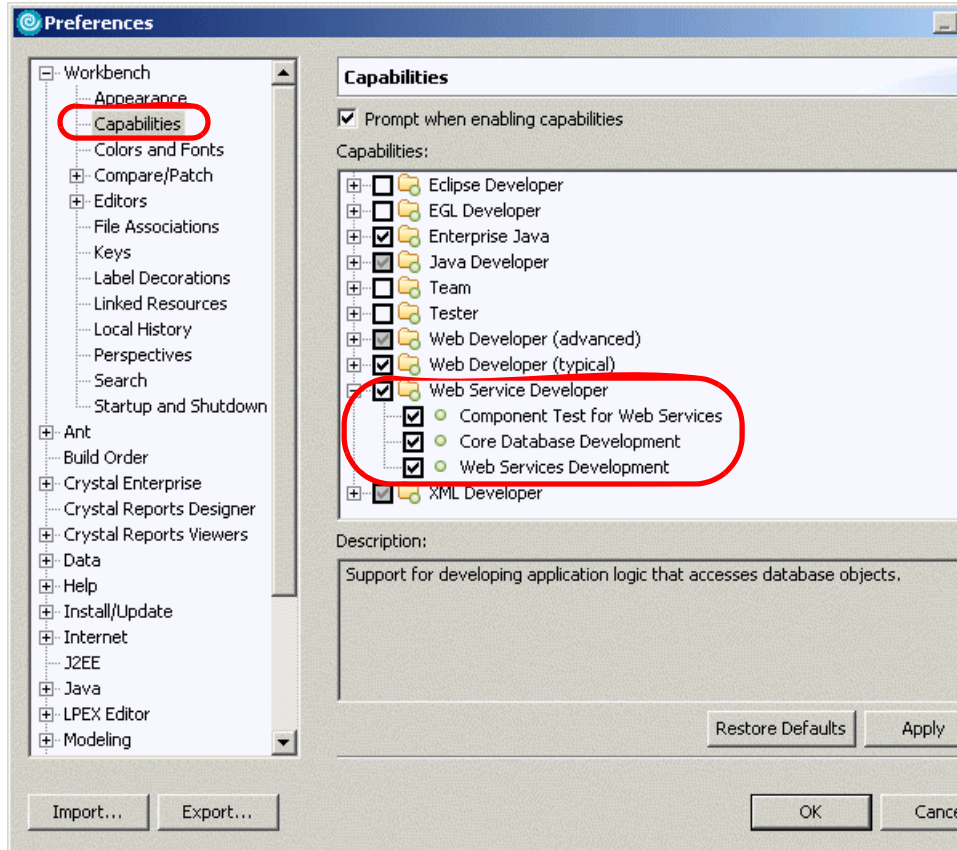 Preferences
Workbench
Appearance
Capabilities
Colors and Fonts
Compare/Patch
Editors
File Associations
Keys
Label Decorations
Linked Resources
Local History
Perspectives
Search
Startup and Shutdown
Ant
Build Order
Crystal Enterprise
Crystal Reports Designer
Crystal Reports Viewers
Data
Help
Install/Update
Internet
J2EE
Java
LPEX Editor
Modeling
Capabilities
Prompt when enabling capabilities
Capabilities:
Eclipse Developer
EGL Developer
Enterprise Java
Java Developer
Team
Tester
Web Developer (advanced)
Web Developer (typical)
Web Service Developer
Component Test for Web Services
Core Database Development
Web Services Development
XML Developer
Description:
Support for developing application logic that accesses database objects.
Restore Defaults
Apply
Import...
Export...
OK
Cance